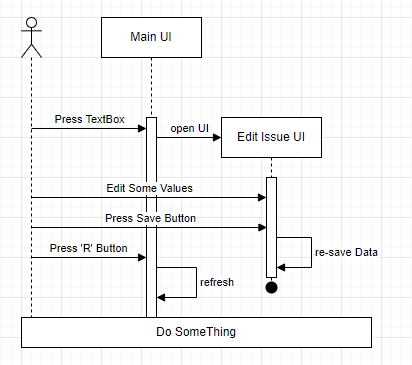 Main UI
Press TextBox
open UI
Edit Issue UI
Edit Some Values
Press Save Button
Press 'R' Button
re-save Data
refresh
Do SomeThing